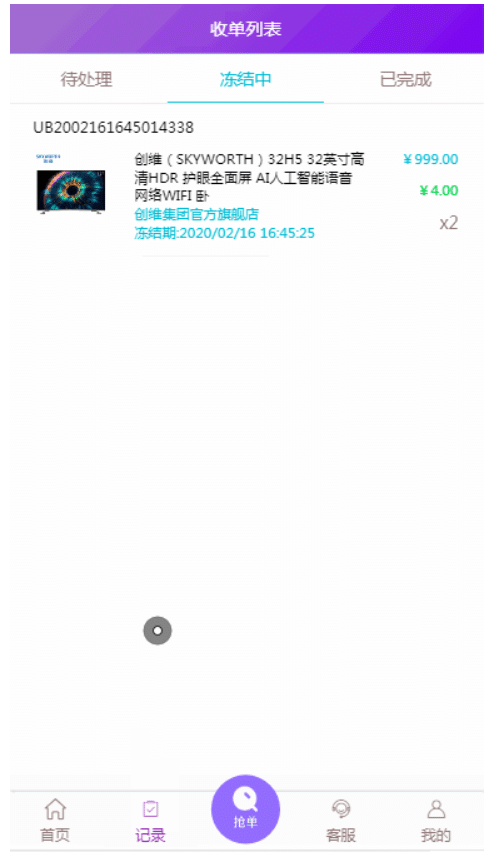 收单列表
待处理
冻结中
已完成
UB2002161645014338
创维（SKYWORTH）32H5 32英寸高
¥999.00
清HDR 护眼全面屏 AI人工智能语音
网络WIFI 卧
¥4.00
创维集团官方旗舰店
x2
冻结期:2020/02/16 16:45:25
抢单
首页
记录
客服
我的